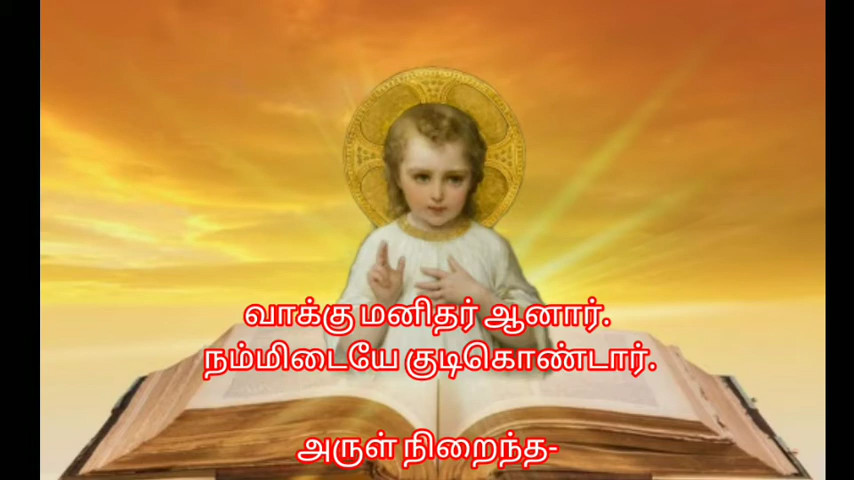 வாக்கு மனிதர் ஆனார்.
நம்மிடையே குடிகொண்டார்.
அருள் நிறைந்த-